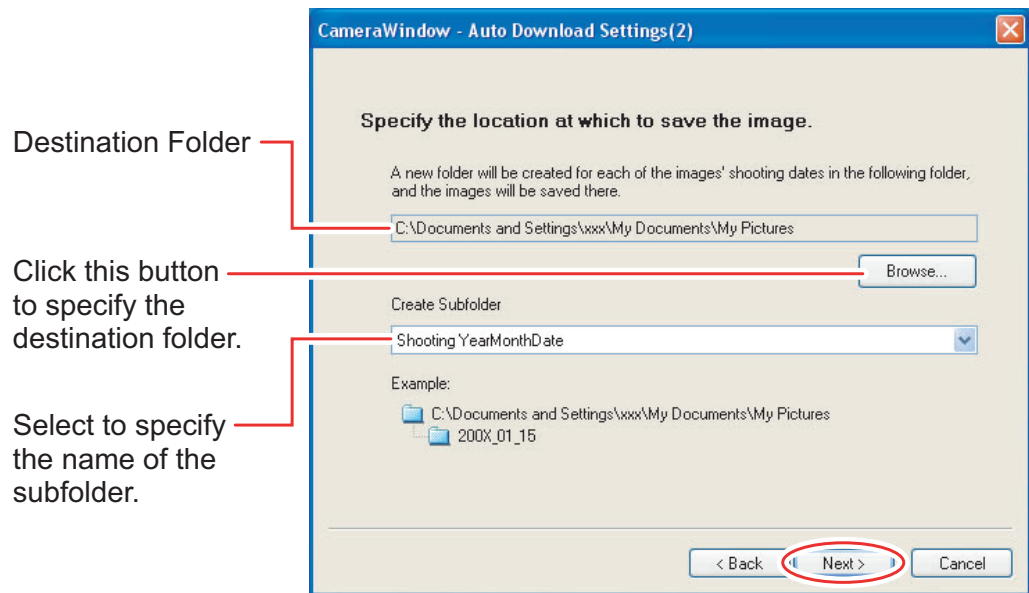 CameraWindow - Auto Download Settings(2)
Specify the location at which to save the image.
Destination Folder
A new folder will be created for each of the images' shooting dates in the following folder,
and the images will be saved there.
C:\Documents and Settings\xxx\My Documents\My Pictures
Click this button
to specify the
destination folder.
Browse...
Create Subfolder
Shooting YearMonthDate
Example:
C:\Documents and Settings\xxx\My Documents\My Pictures
200X_01_15
Select to specify
the name of the
subfolder.
< Back
Next >
Cancel